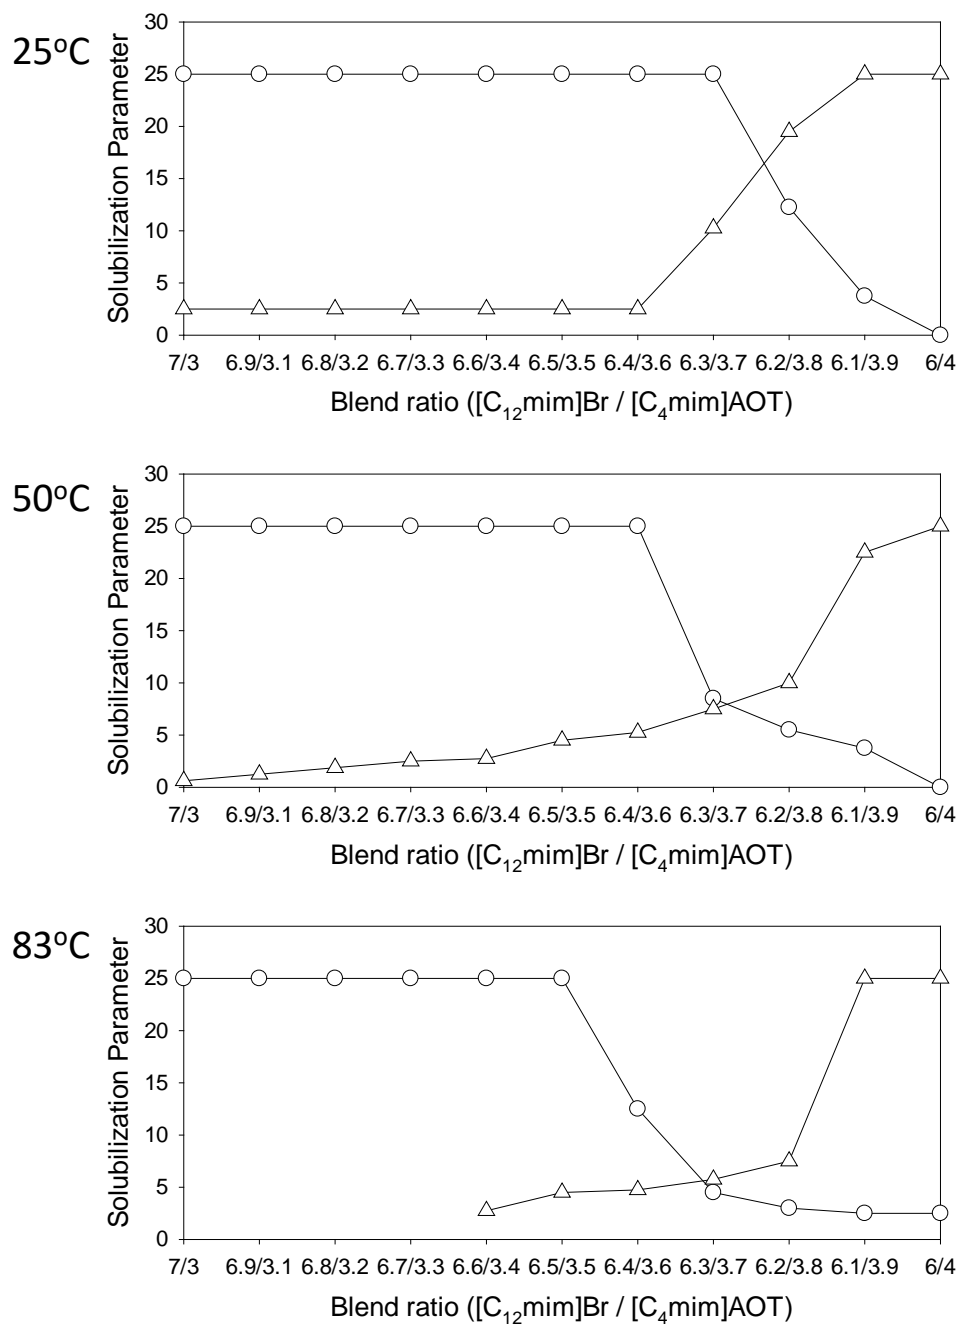 25°C
Solubilization Parameter
30
25
20
15
10
5
0
7/3 6.9/3.1 6.8/3.2 6.7/3.3 6.6/3.4 6.5/3.5 6.4/3.6 6.3/3.7 6.2/3.8 6.1/3.9 6/4
Blend ratio ([C₁₂mim]Br / [C₄mim]AOT)
50°C
Solubilization Parameter
30
25
20
15
10
5
0
7/3 6.9/3.1 6.8/3.2 6.7/3.3 6.6/3.4 6.5/3.5 6.4/3.6 6.3/3.7 6.2/3.8 6.1/3.9 6/4
Blend ratio ([C₁₂mim]Br / [C₄mim]AOT)
83°C
Solubilization Parameter
30
25
20
15
10
5
0
7/3 6.9/3.1 6.8/3.2 6.7/3.3 6.6/3.4 6.5/3.5 6.4/3.6 6.3/3.7 6.2/3.8 6.1/3.9 6/4
Blend ratio ([C₁₂mim]Br / [C₄mim]AOT)